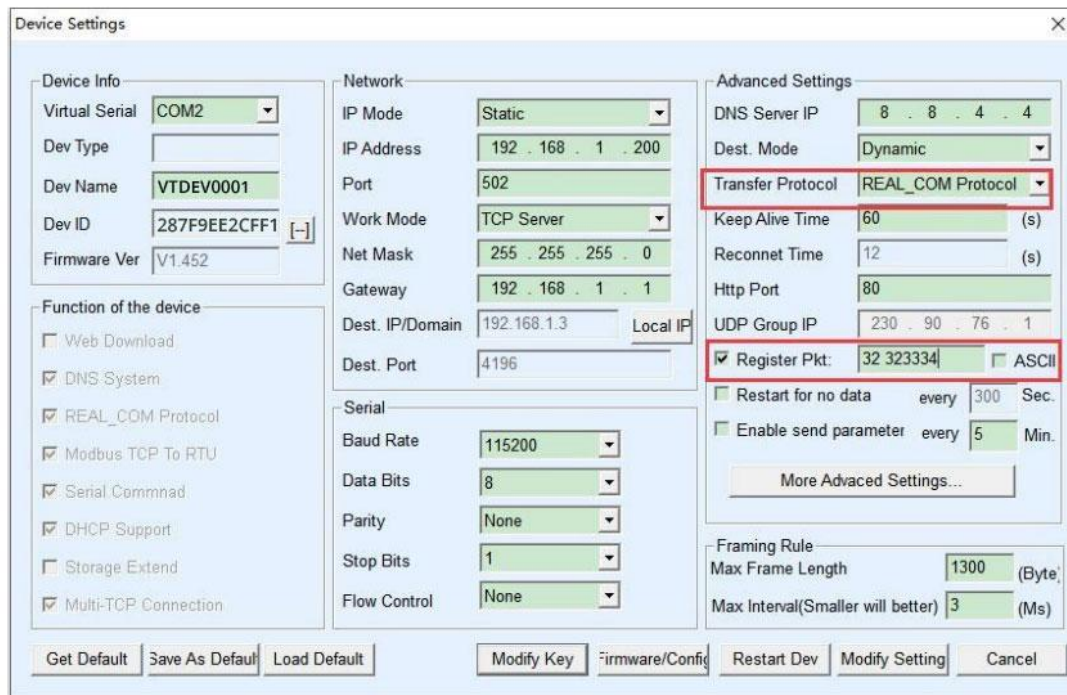 Device Settings
Device Info
Virtual Serial COM2
Dev Type
Dev Name VTDEV0001
Dev ID 287F9EE2CFF1 [--]
Firmware Ver V1.452
Function of the device
Web Download
DNS System
REAL_COM Protocol
Modbus TCP To RTU
Serial Commnad
DHCP Support
Storage Extend
Multi-TCP Connection
Network
IP Mode Static
IP Address 192 . 168 . 1 . 200
Port 502
Work Mode TCP Server
Net Mask 255 . 255 . 255 . 0
Gateway 192 . 168 . 1 . 1
Dest. IP/Domain 192.168.1.3 Local IP
Dest. Port 4196
Serial
Baud Rate 115200
Data Bits 8
Parity None
Stop Bits 1
Flow Control None
Advanced Settings
DNS Server IP 8 . 8 . 4 . 4
Dest. Mode Dynamic
Transfer Protocol REAL_COM Protocol
Keep Alive Time 60 (s)
Reconnet Time 12 (s)
Http Port 80
UDP Group IP 230 . 90 . 76 . 1
Register Pkt: 32 323334 ASCII
Restart for no data every 300 Sec.
Enable send parameter every 5 Min.
More Advaced Settings...
Framing Rule
Max Frame Length 1300 (Byte)
Max Interval(Smaller will better) 3 (Ms)
Get Default Save As Defaul Load Default Modify Key Firmware/Config Restart Dev Modify Setting Cancel